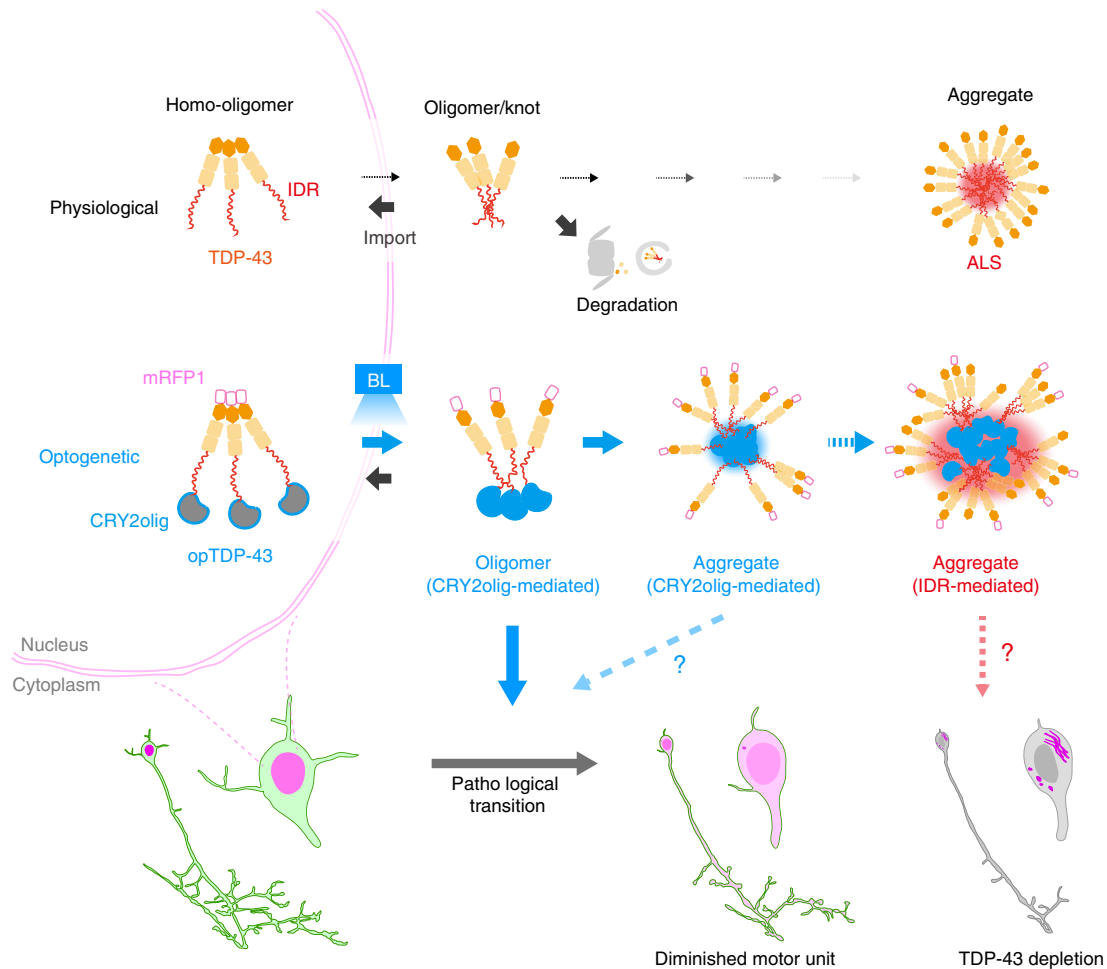 Homo-oligomer
Oligomer/knot
Aggregate
IDR
Physiological
Import
TDP-43
ALS
Degradation
mRFP1
BL
Optogenetic
CRY2olig
opTDP-43
Oligomer
(CRY2olig-mediated)
Aggregate
(CRY2olig-mediated)
Aggregate
(IDR-mediated)
Nucleus
?
?
Cytoplasm
Patho logical
transition
Diminished motor unit
TDP-43 depletion